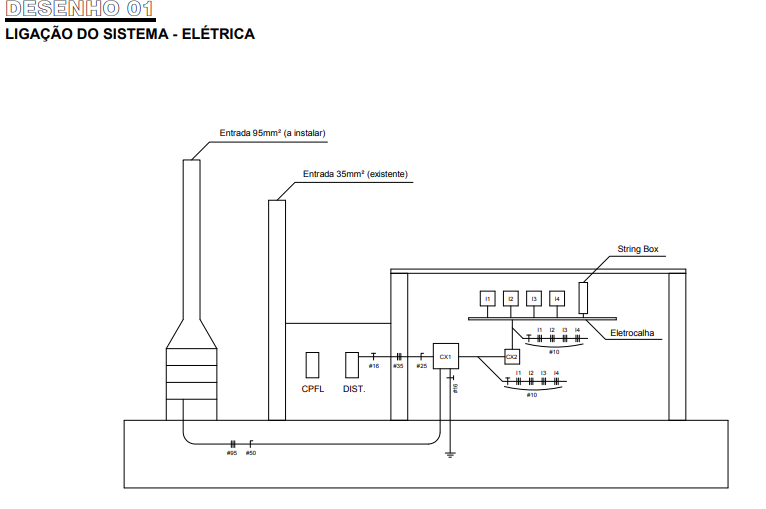 DESENHO 01
LIGAÇÃO DO SISTEMA - ELÉTRICA
Entrada 95mm² (a instalar)
Entrada 35mm² (existente)
String Box
I1 I2 I3 I4
Eletrocalha
I1 I2 I3 I4
#10
CX1
CX2
#16 #35 #25
CPFL DIST.
I1 I2 I3 I4
#10
#16
#95 #50